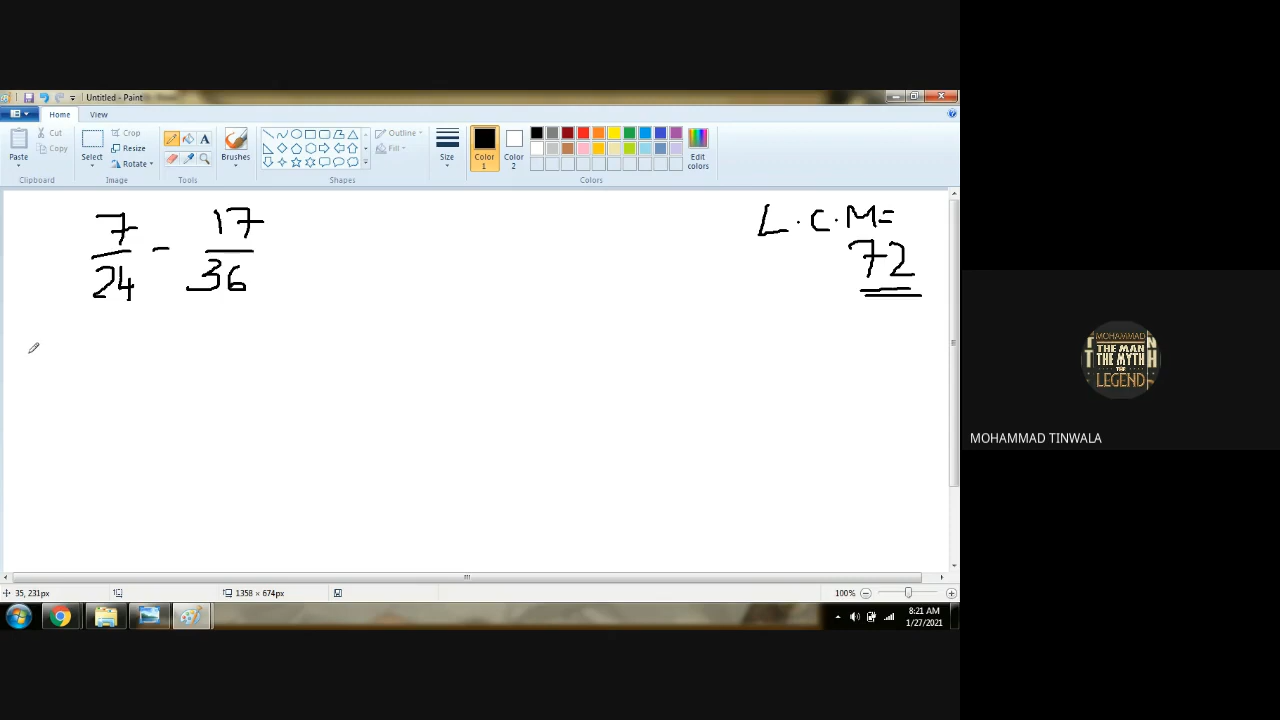 Untitled - Paint
Home View
Paste
Cut
Copy
Clipboard
Select
Crop
Resize
Rotate
Image
Tools
Brushes
Outline
Fill
Shapes
Size
Color 1
Color 2
Edit colors
Colors
7/24 - 17/36
L.C.M=
72
MOHAMMAD
THE MAN
THE MYTH
THE
LEGEND
MOHAMMAD TINWALA
35, 231px
1358 × 674px
100%
8:21 AM
1/27/2021